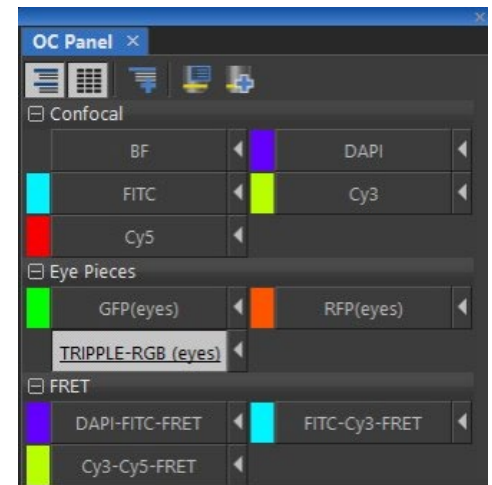 OC Panel
Confocal
BF DAPI
FITC Cy3
Cy5
Eye Pieces
GFP(eyes) RFP(eyes)
TRIPPLE-RGB (eyes)
FRET
DAPI-FITC-FRET FITC-Cy3-FRET
Cy3-Cy5-FRET